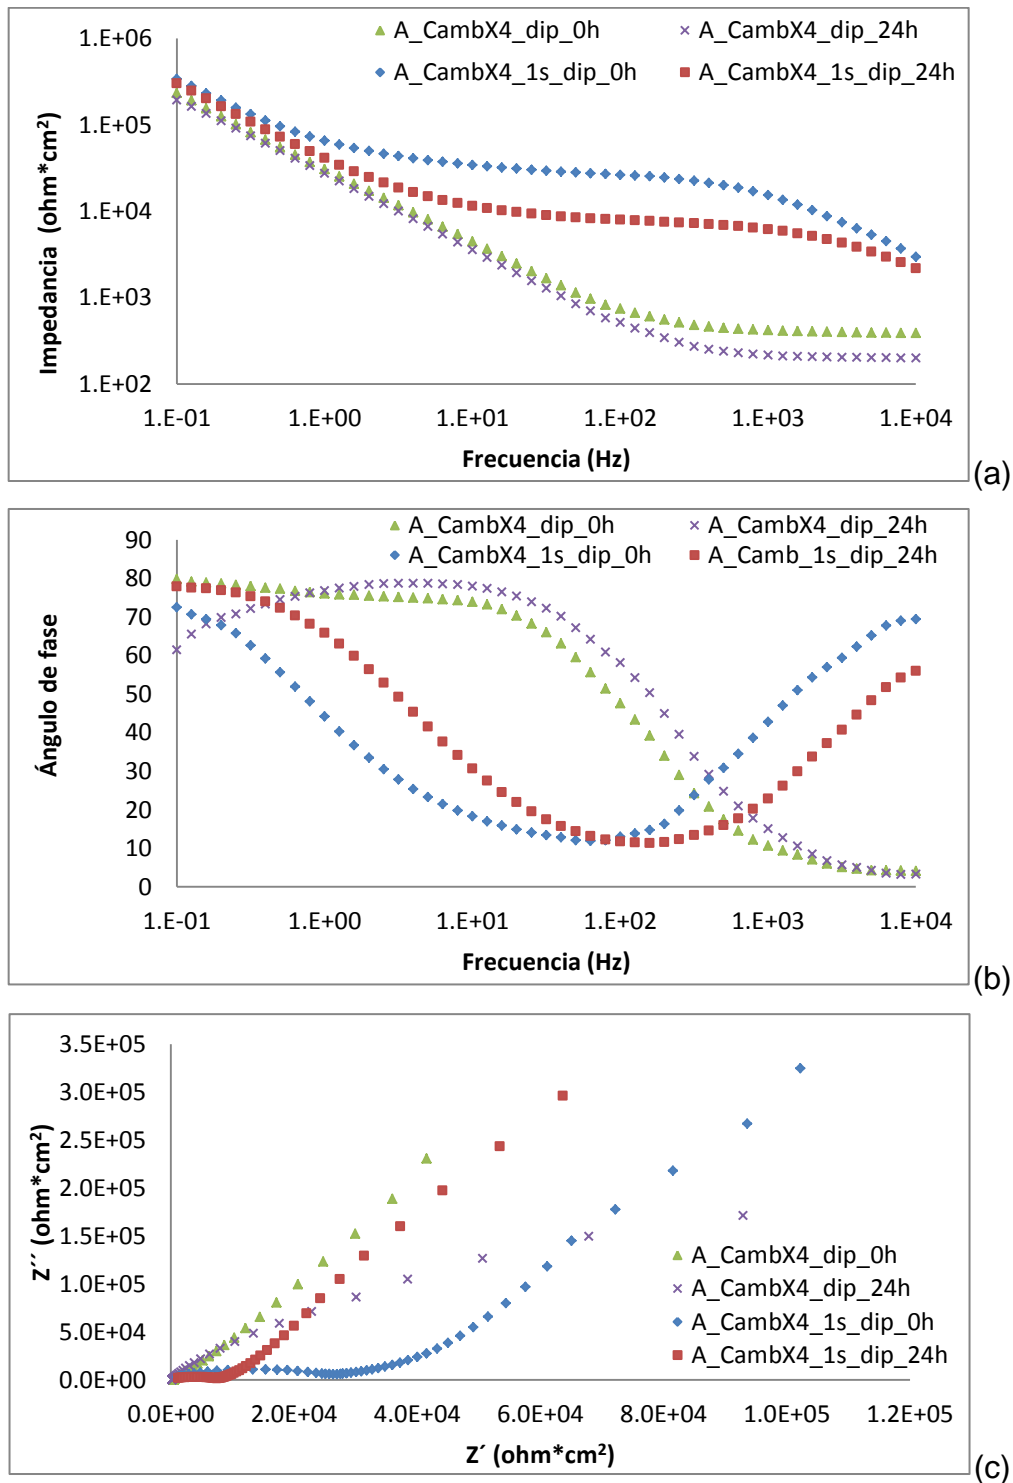 A_CambX4_dip_0h
A_CambX4_dip_24h
A_CambX4_1s_dip_0h
A_CambX4_1s_dip_24h
1.E+06
1.E+05
1.E+04
1.E+03
1.E+02
Impedancia (ohm*cm²)
1.E-01 1.E+00 1.E+01 1.E+02 1.E+03 1.E+04
Frecuencia (Hz)
(a)
A_CambX4_dip_0h
A_CambX4_dip_24h
A_CambX4_1s_dip_0h
A_Camb_1s_dip_24h
90
80
70
60
50
40
30
20
10
0
Ángulo de fase
1.E-01 1.E+00 1.E+01 1.E+02 1.E+03 1.E+04
Frecuencia (Hz)
(b)
3.5E+05
3.0E+05
2.5E+05
2.0E+05
1.5E+05
1.0E+05
5.0E+04
0.0E+00
Z´´ (ohm*cm²)
A_CambX4_dip_0h
A_CambX4_dip_24h
A_CambX4_1s_dip_0h
A_CambX4_1s_dip_24h
0.0E+00 2.0E+04 4.0E+04 6.0E+04 8.0E+04 1.0E+05 1.2E+05
Z´ (ohm*cm²)
(c)